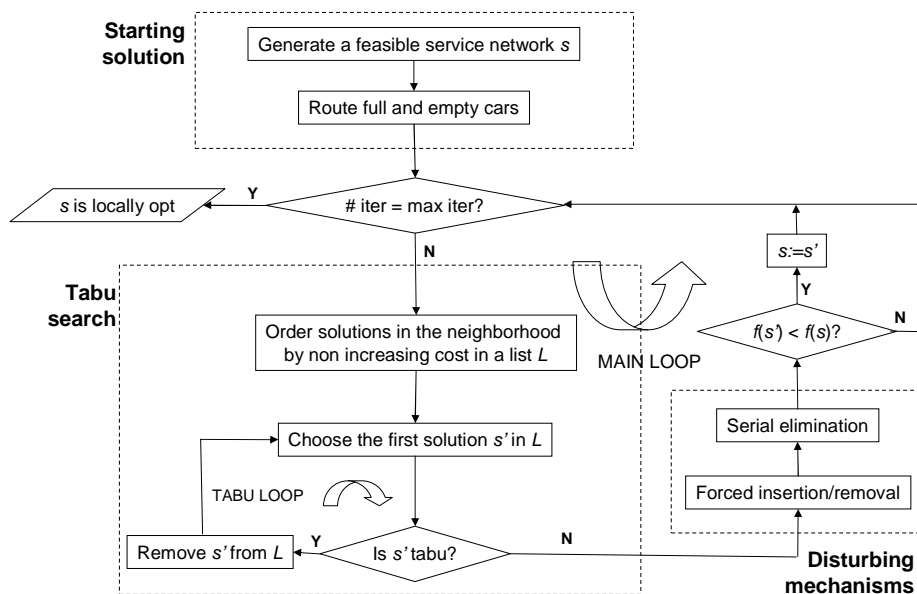 Starting
solution
Generate a feasible service network s
Route full and empty cars
Y
s is locally opt
# iter = max iter?
N
s:=s’
Y
Tabu
search
Order solutions in the neighborhood
by non increasing cost in a list L
MAIN LOOP
f(s’) < f(s)?
N
Choose the first solution s’ in L
Serial elimination
TABU LOOP
Forced insertion/removal
Remove s’ from L
Y
Is s’ tabu?
N
Disturbing
mechanisms